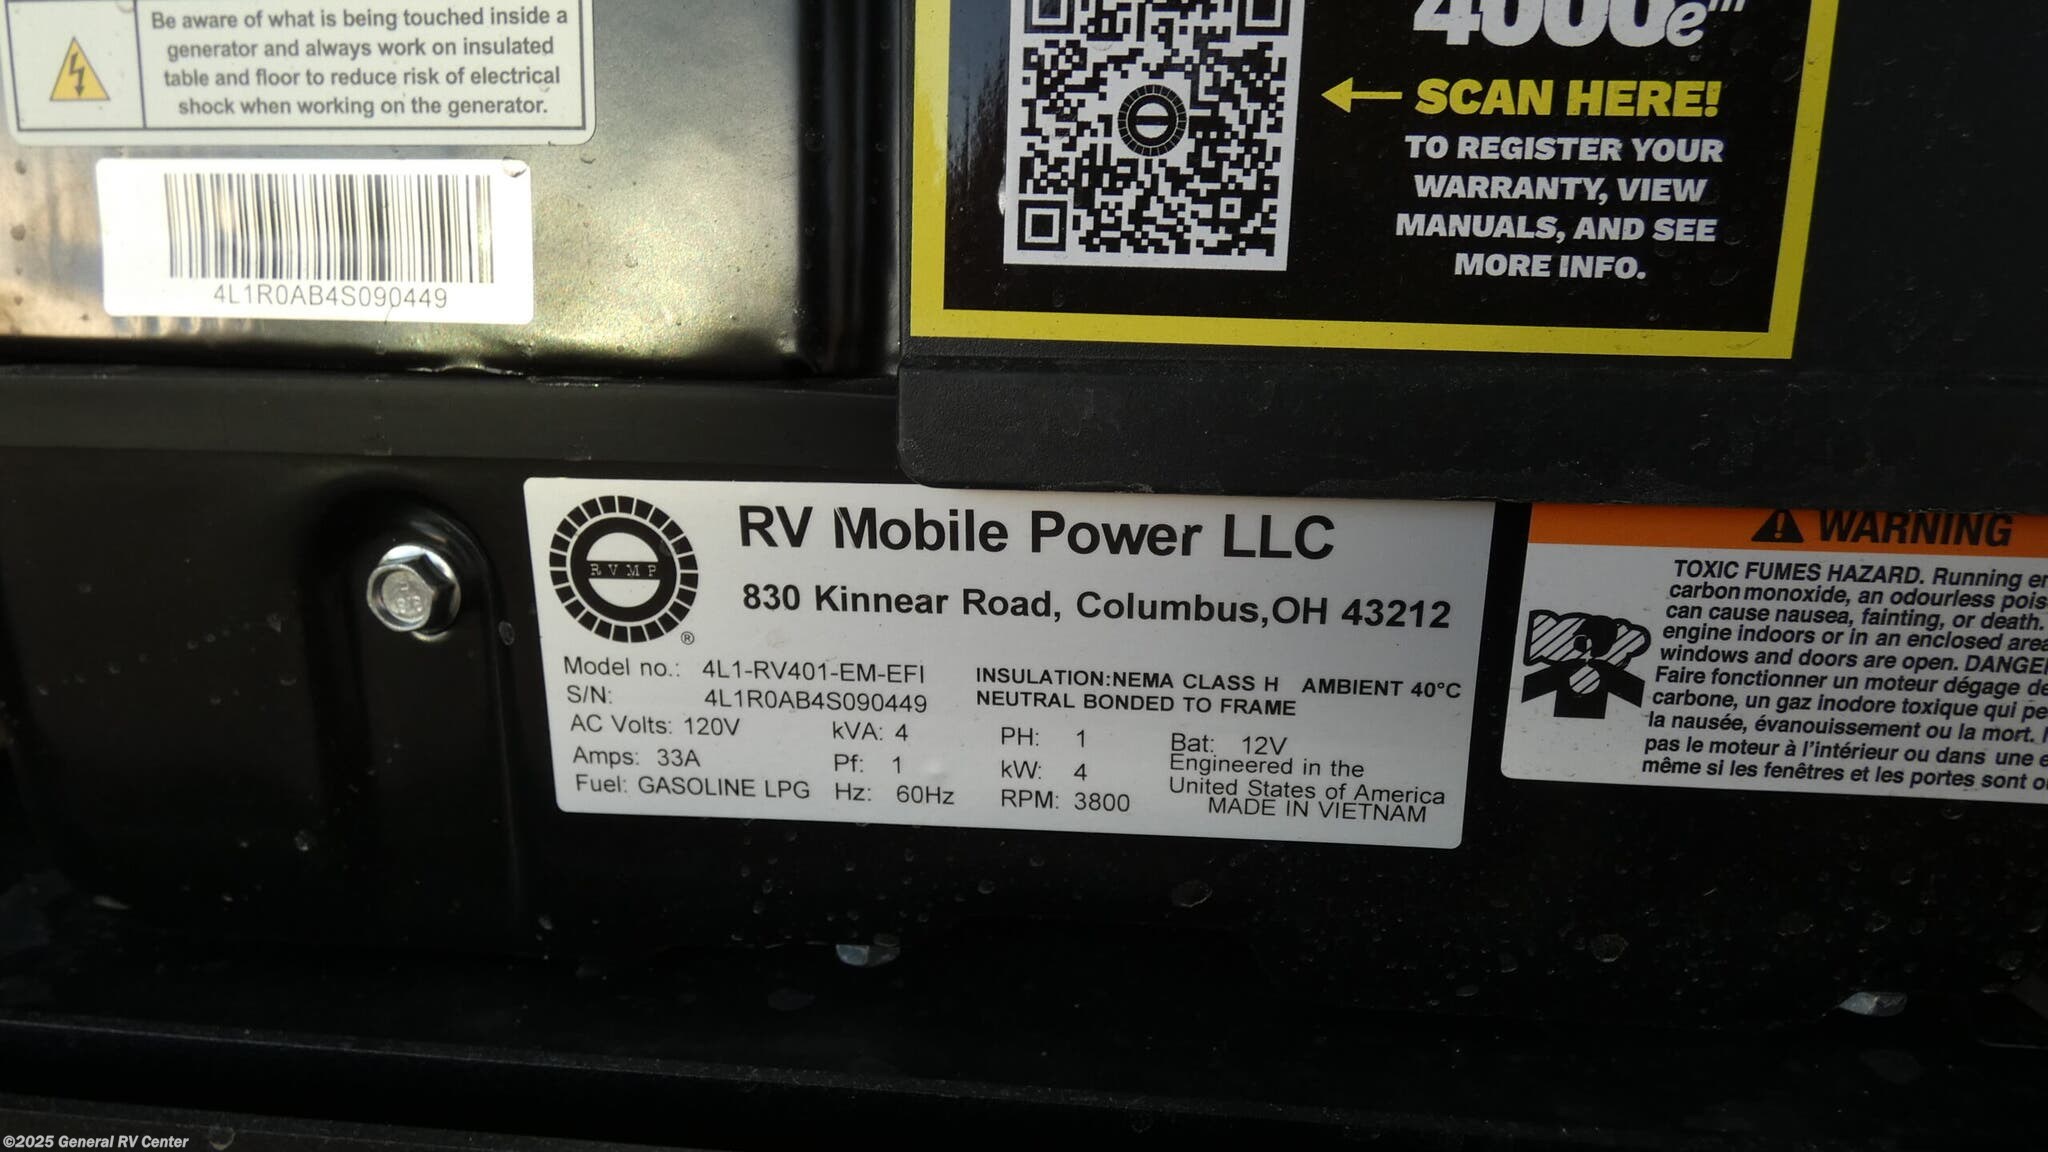 Be aware of what is being touched inside a
generator and always work on insulated
table and floor to reduce risk of electrical
shock when working on the generator.
4L1R0AB4S090449
4000e
SCAN HERE!
TO REGISTER YOUR
WARRANTY, VIEW
MANUALS, AND SEE
MORE INFO.
RVMP
®
RV Mobile Power LLC
830 Kinnear Road, Columbus,OH 43212
Model no.: 4L1-RV401-EM-EFI
S/N: 4L1R0AB4S090449
INSULATION:NEMA CLASS H AMBIENT 40°C
NEUTRAL BONDED TO FRAME
AC Volts: 120V kVA: 4 PH: 1 Bat: 12V
Amps: 33A Pf: 1 kW: 4
Fuel: GASOLINE LPG Hz: 60Hz RPM: 3800
Engineered in the
United States of America
MADE IN VIETNAM
WARNING
TOXIC FUMES HAZARD. Running
carbon monoxide, an odourless
can cause nausea, fainting, or death.
engine indoors or in an enclosed
windows and doors are open.
Faire fonctionner un moteur dégage
carbone, un gaz inodore toxique qui
la nausée, évanouissement ou la mort.
pas le moteur à l'intérieur ou dans une
même si les fenêtres et les portes sont
©2025 General RV Center